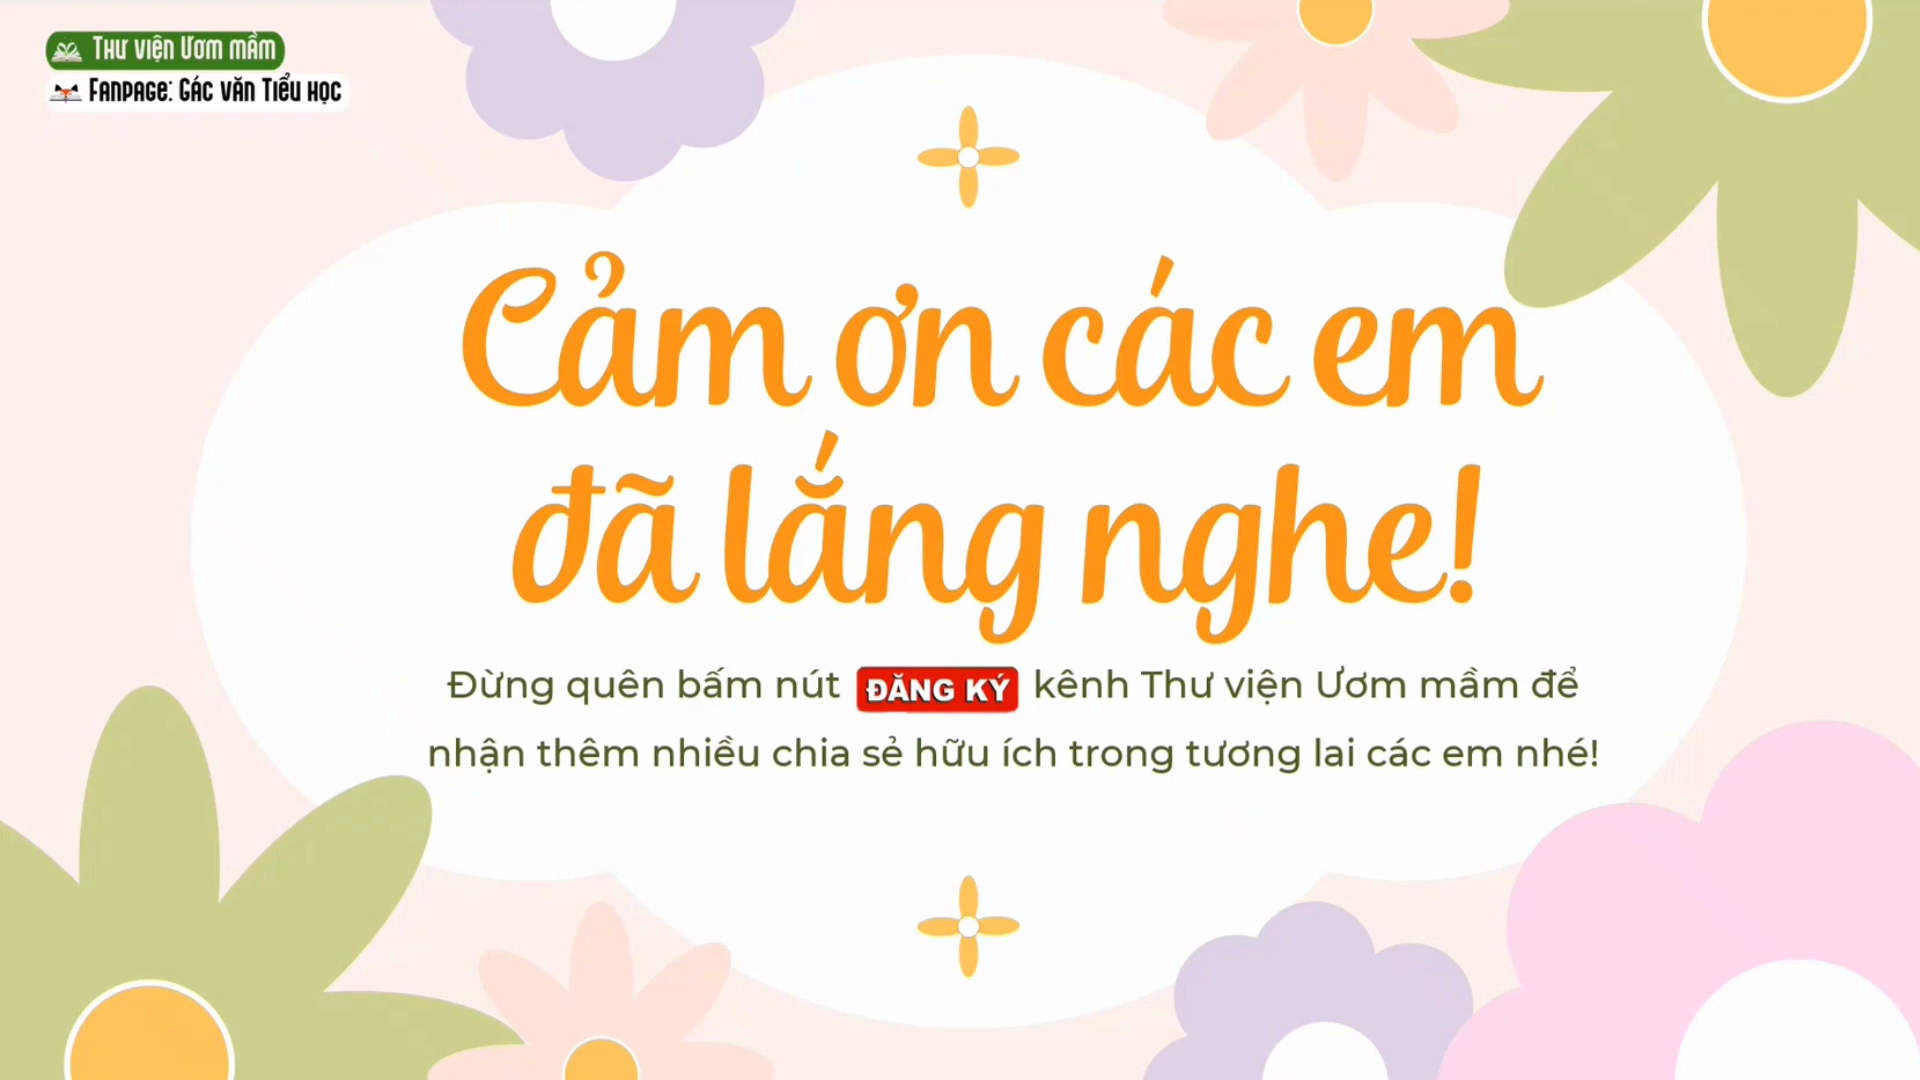 Thư viện Ươm mầm
Fanpage: Gác văn Tiểu học
Cảm ơn các em
đã lắng nghe!
Đừng quên bấm nút ĐĂNG KÝ kênh Thư viện Ươm mầm để
nhận thêm nhiều chia sẻ hữu ích trong tương lai các em nhé!